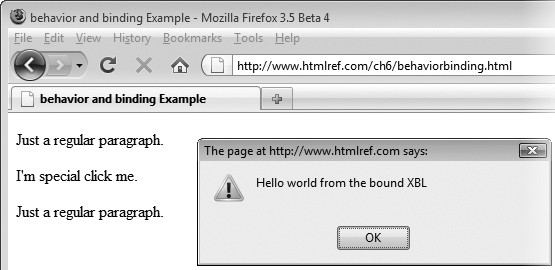 behavior and binding Example - Mozilla Firefox 3.5 Beta 4
File Edit View History Bookmarks Tools Help
http://www.htmlref.com/ch6/behaviorbinding.html
behavior and binding Example
Just a regular paragraph.
I'm special click me.
Just a regular paragraph.
The page at http://www.htmlref.com says:
Hello world from the bound XBL
OK